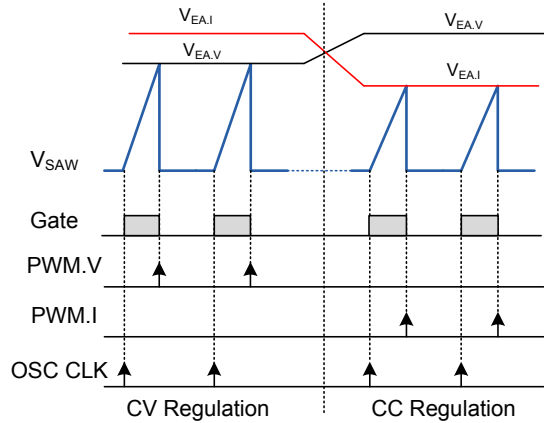 VEA.I
VEA.V
VEA.V
VEA.I
VSAW
Gate
PWM.V
PWM.I
OSC CLK
CV Regulation
CC Regulation